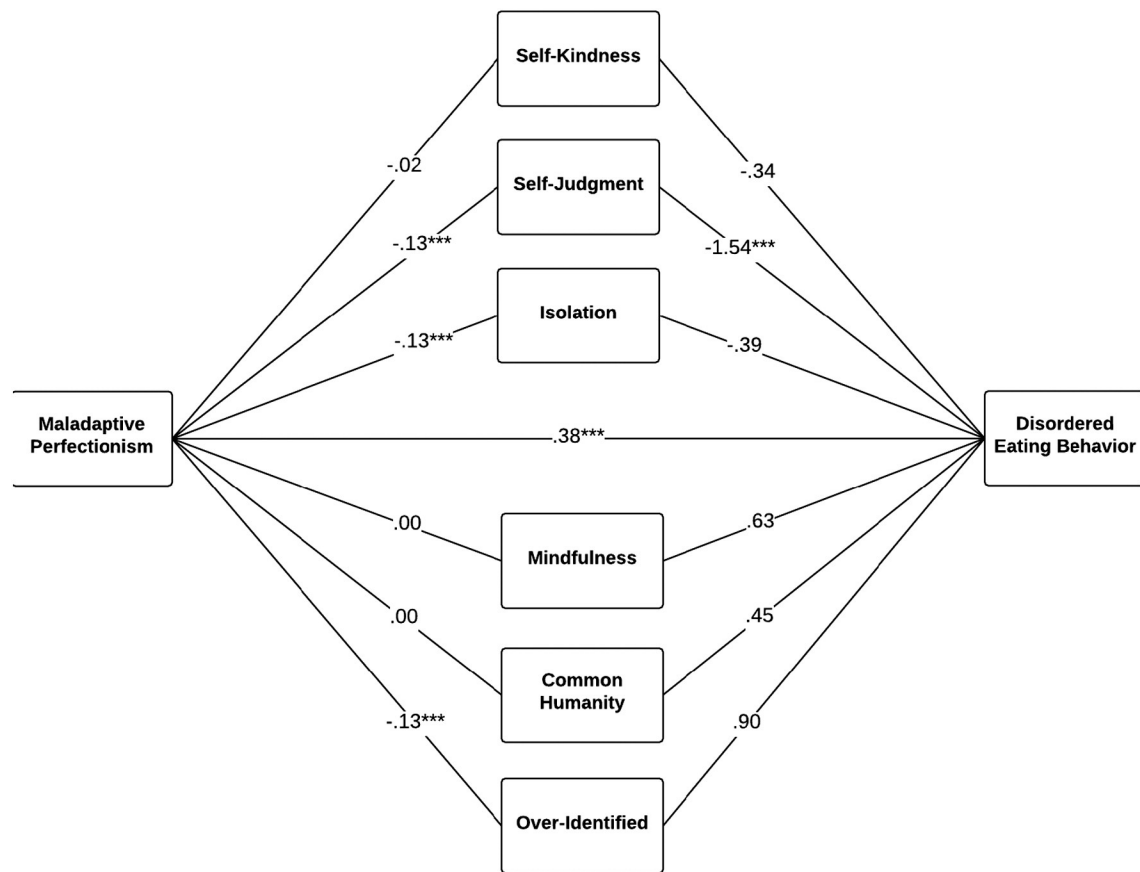 Self-Kindness
-.02
-.34
Self-Judgment
-.13***
-1.54***
Isolation
-.13***
-.39
Maladaptive
Perfectionism
.38***
Disordered
Eating Behavior
.00
.63
Mindfulness
.00
.45
Common
Humanity
-.13***
.90
Over-Identified